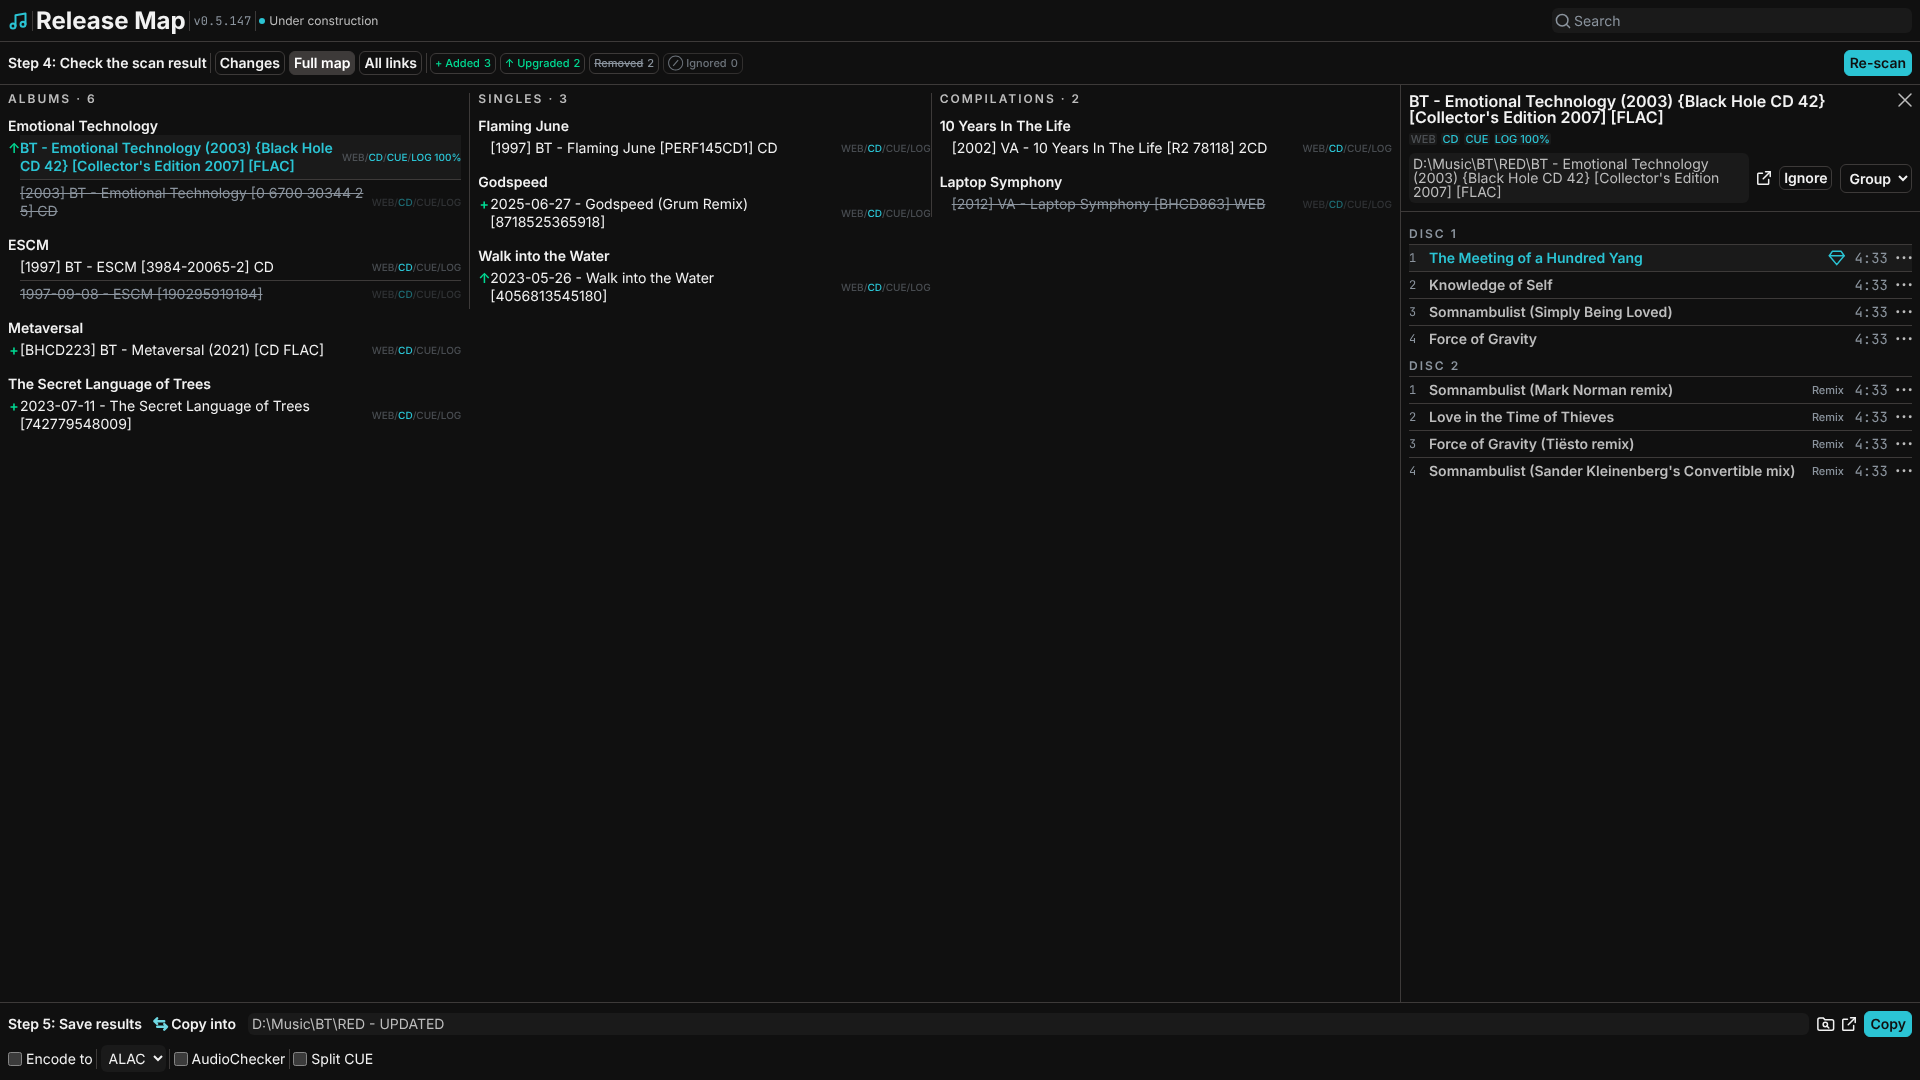 Release Map v0.5.147 Under construction Search
Step 4: Check the scan result Changes Full map All links + Added 3 ↑ Upgraded 2 Removed 2 Ignored 0 Re-scan
ALBUMS · 6
Emotional Technology
↑BT - Emotional Technology (2003) {Black Hole
CD 42} [Collector's Edition 2007] [FLAC] WEB/CD/CUE/LOG 100%
[2003] BT - Emotional Technology [0 6700 30344 2
5] CD WEB/CD/CUE/LOG
ESCM
[1997] BT - ESCM [3984-20065-2] CD WEB/CD/CUE/LOG
1997-09-08 - ESCM [190295919184] WEB/CD/CUE/LOG
Metaversal
+[BHCD223] BT - Metaversal (2021) [CD FLAC] WEB/CD/CUE/LOG
The Secret Language of Trees
+2023-07-11 - The Secret Language of Trees
[742779548009] WEB/CD/CUE/LOG
SINGLES · 3
Flaming June
[1997] BT - Flaming June [PERF145CD1] CD WEB/CD/CUE/LOG
Godspeed
+2025-06-27 - Godspeed (Grum Remix)
[8718525365918] WEB/CD/CUE/LOG
Walk into the Water
↑2023-05-26 - Walk into the Water
[4056813545180] WEB/CD/CUE/LOG
COMPILATIONS · 2
10 Years In The Life
[2002] VA - 10 Years In The Life [R2 78118] 2CD WEB/CD/CUE/LOG
Laptop Symphony
[2012] VA - Laptop Symphony [BHCD863] WEB WEB/CD/CUE/LOG
BT - Emotional Technology (2003) {Black Hole CD 42}
[Collector's Edition 2007] [FLAC]
WEB CD CUE LOG 100%
D:\Music\BT\RED\BT - Emotional Technology
(2003) {Black Hole CD 42} [Collector's Edition
2007] [FLAC]
Ignore Group
DISC 1
1 The Meeting of a Hundred Yang 4:33 ···
2 Knowledge of Self 4:33 ···
3 Somnambulist (Simply Being Loved) 4:33 ···
4 Force of Gravity 4:33 ···
DISC 2
1 Somnambulist (Mark Norman remix) Remix 4:33 ···
2 Love in the Time of Thieves Remix 4:33 ···
3 Force of Gravity (Tiësto remix) Remix 4:33 ···
4 Somnambulist (Sander Kleinenberg's Convertible mix) Remix 4:33 ···
Step 5: Save results Copy into D:\Music\BT\RED - UPDATED Copy
Encode to ALAC AudioChecker Split CUE